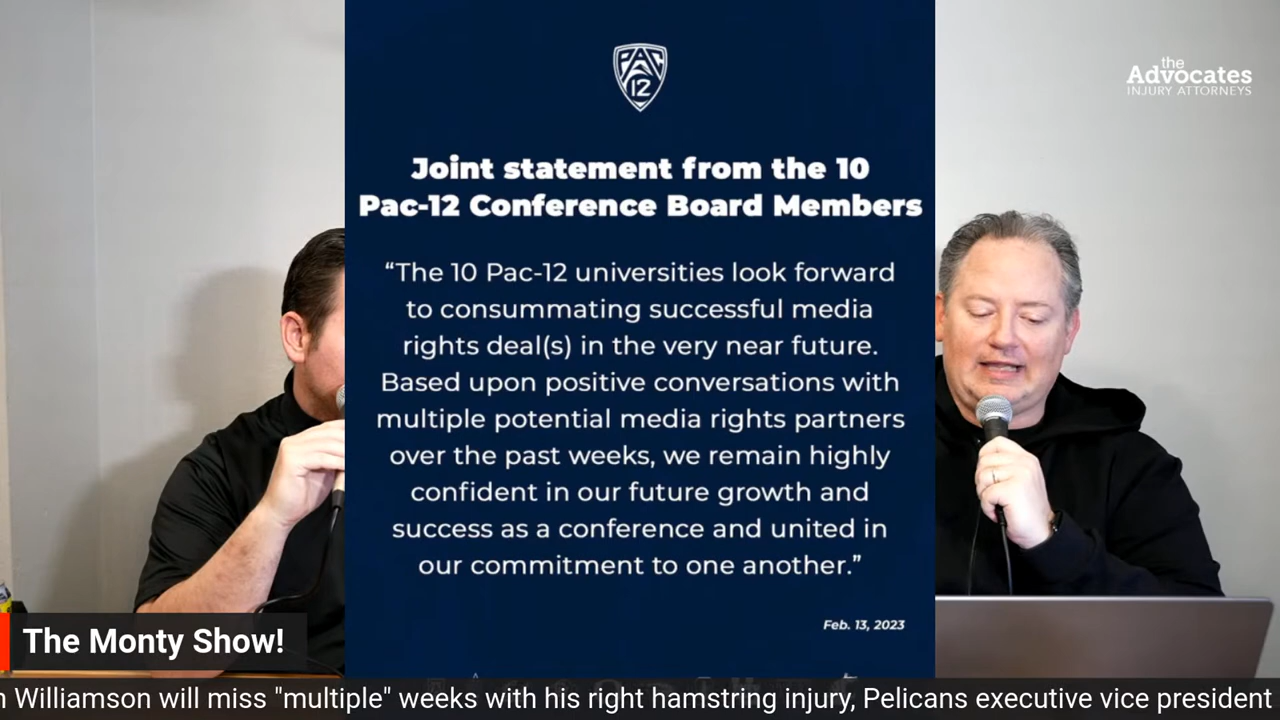 PAC
12
Joint statement from the 10
Pac-12 Conference Board Members
“The 10 Pac-12 universities look forward
to consummating successful media
rights deal(s) in the very near future.
Based upon positive conversations with
multiple potential media rights partners
over the past weeks, we remain highly
confident in our future growth and
success as a conference and united in
our commitment to one another.”
Feb. 13, 2023
the
Advocates
INJURY ATTORNEYS
The Monty Show!
Williamson will miss "multiple" weeks with his right hamstring injury, Pelicans executive vice president